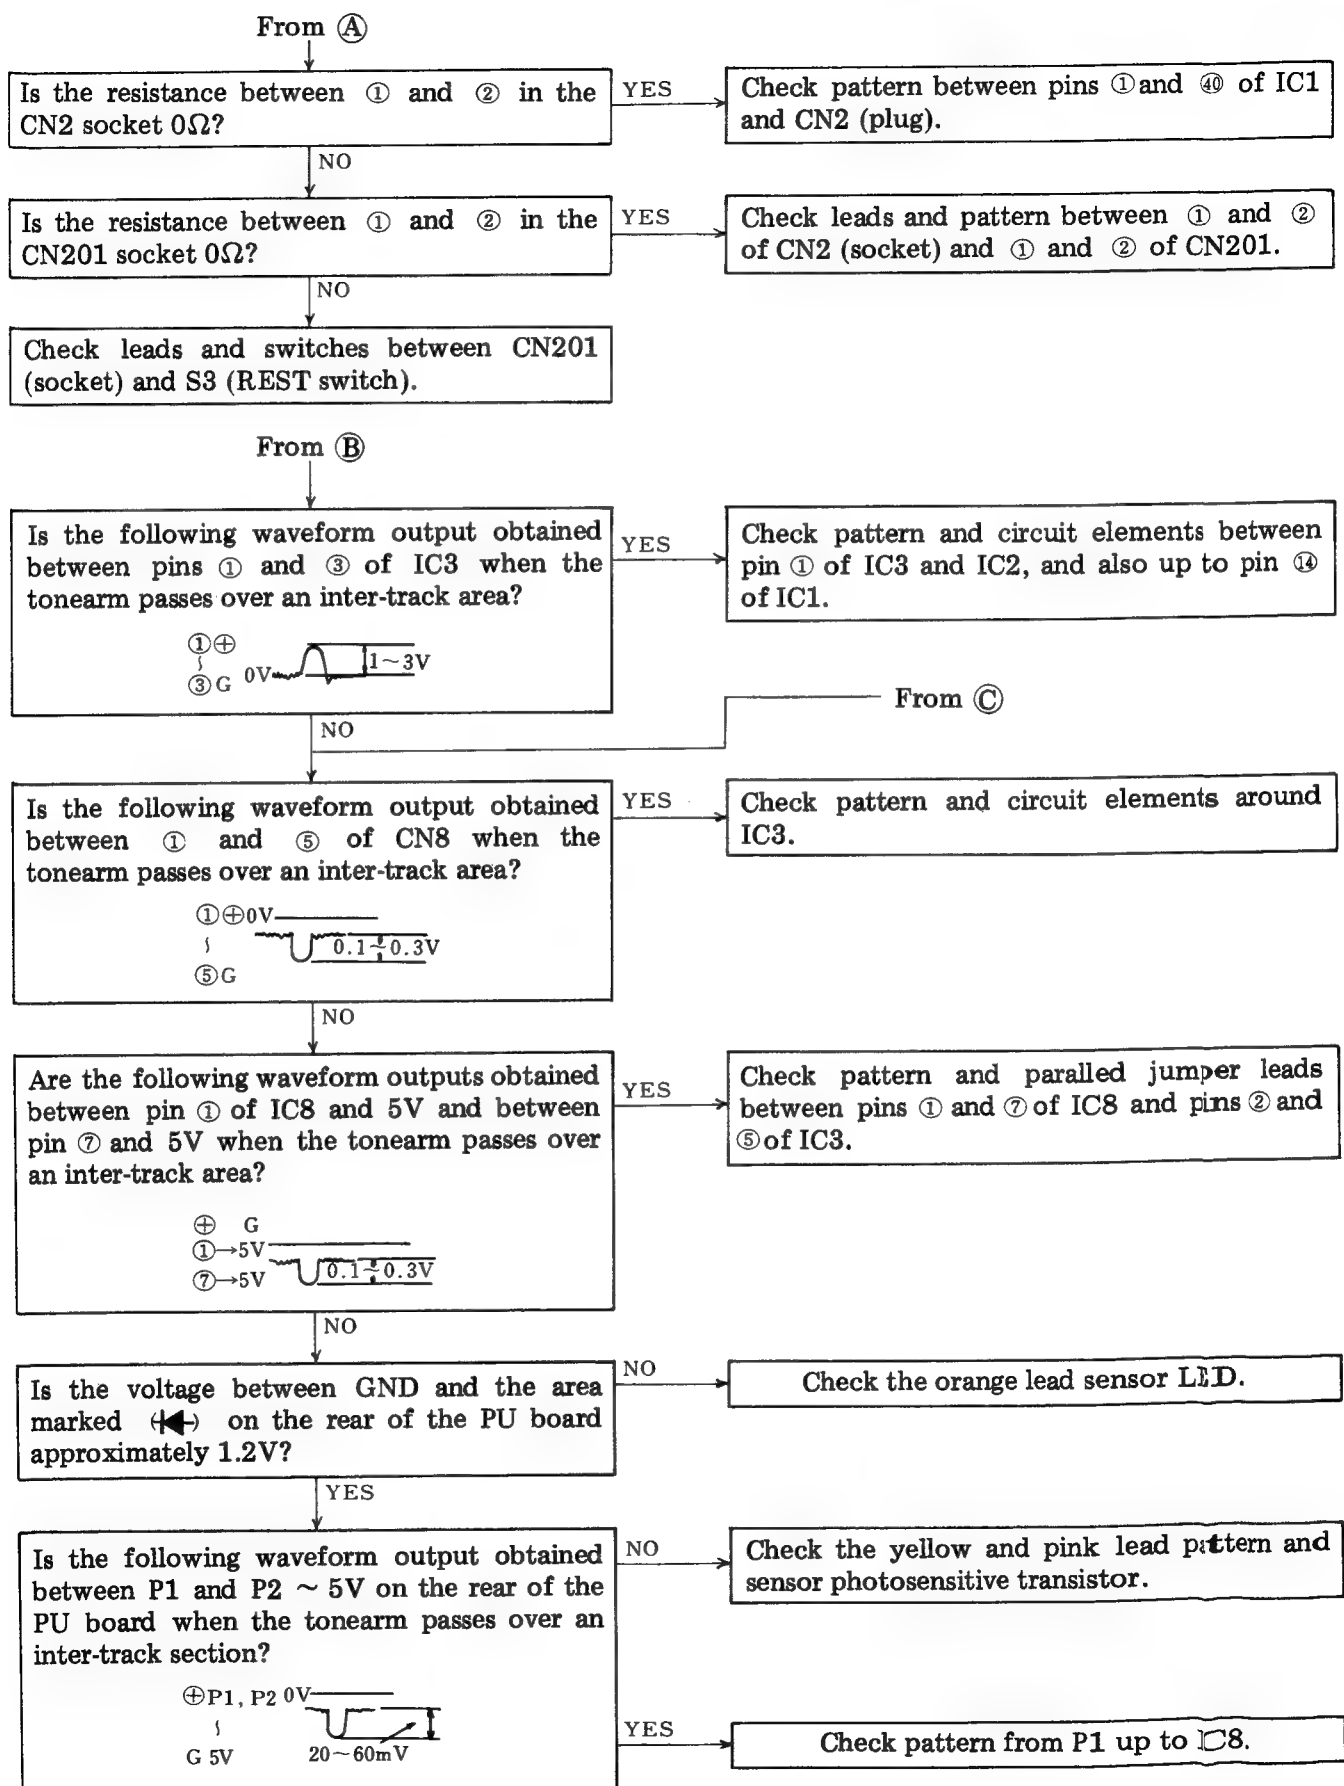 From Ⓐ
Is the resistance between ① and ② in the
CN2 socket 0Ω?
YES
Check pattern between pins ① and ㊵ of IC1
and CN2 (plug).
NO
Is the resistance between ① and ② in the
CN201 socket 0Ω?
YES
Check leads and pattern between ① and ②
of CN2 (socket) and ① and ② of CN201.
NO
Check leads and switches between CN201
(socket) and S3 (REST switch).
From Ⓑ
Is the following waveform output obtained
between pins ① and ③ of IC3 when the
tonearm passes over an inter-track area?
①⊕
~
③ G
0V
1~3V
YES
Check pattern and circuit elements between
pin ① of IC3 and IC2, and also up to pin ⑭
of IC1.
From Ⓒ
NO
Is the following waveform output obtained
between ① and ⑤ of CN8 when the
tonearm passes over an inter-track area?
①⊕0V
~
⑤G
0.1~0.3V
YES
Check pattern and circuit elements around
IC3.
NO
Are the following waveform outputs obtained
between pin ① of IC8 and 5V and between
pin ⑦ and 5V when the tonearm passes over
an inter-track area?
⊕ G
①→5V
⑦→5V
0.1~0.3V
YES
Check pattern and paralled jumper leads
between pins ① and ⑦ of IC8 and pins ② and
⑤ of IC3.
NO
Is the voltage between GND and the area
marked ( ) on the rear of the PU board
approximately 1.2V?
NO
Check the orange lead sensor LED.
YES
Is the following waveform output obtained
between P1 and P2 ~ 5V on the rear of the
PU board when the tonearm passes over an
inter-track section?
⊕P1, P2 0V
~
G 5V
20~60mV
NO
Check the yellow and pink lead pattern and
sensor photosensitive transistor.
YES
Check pattern from P1 up to IC8.